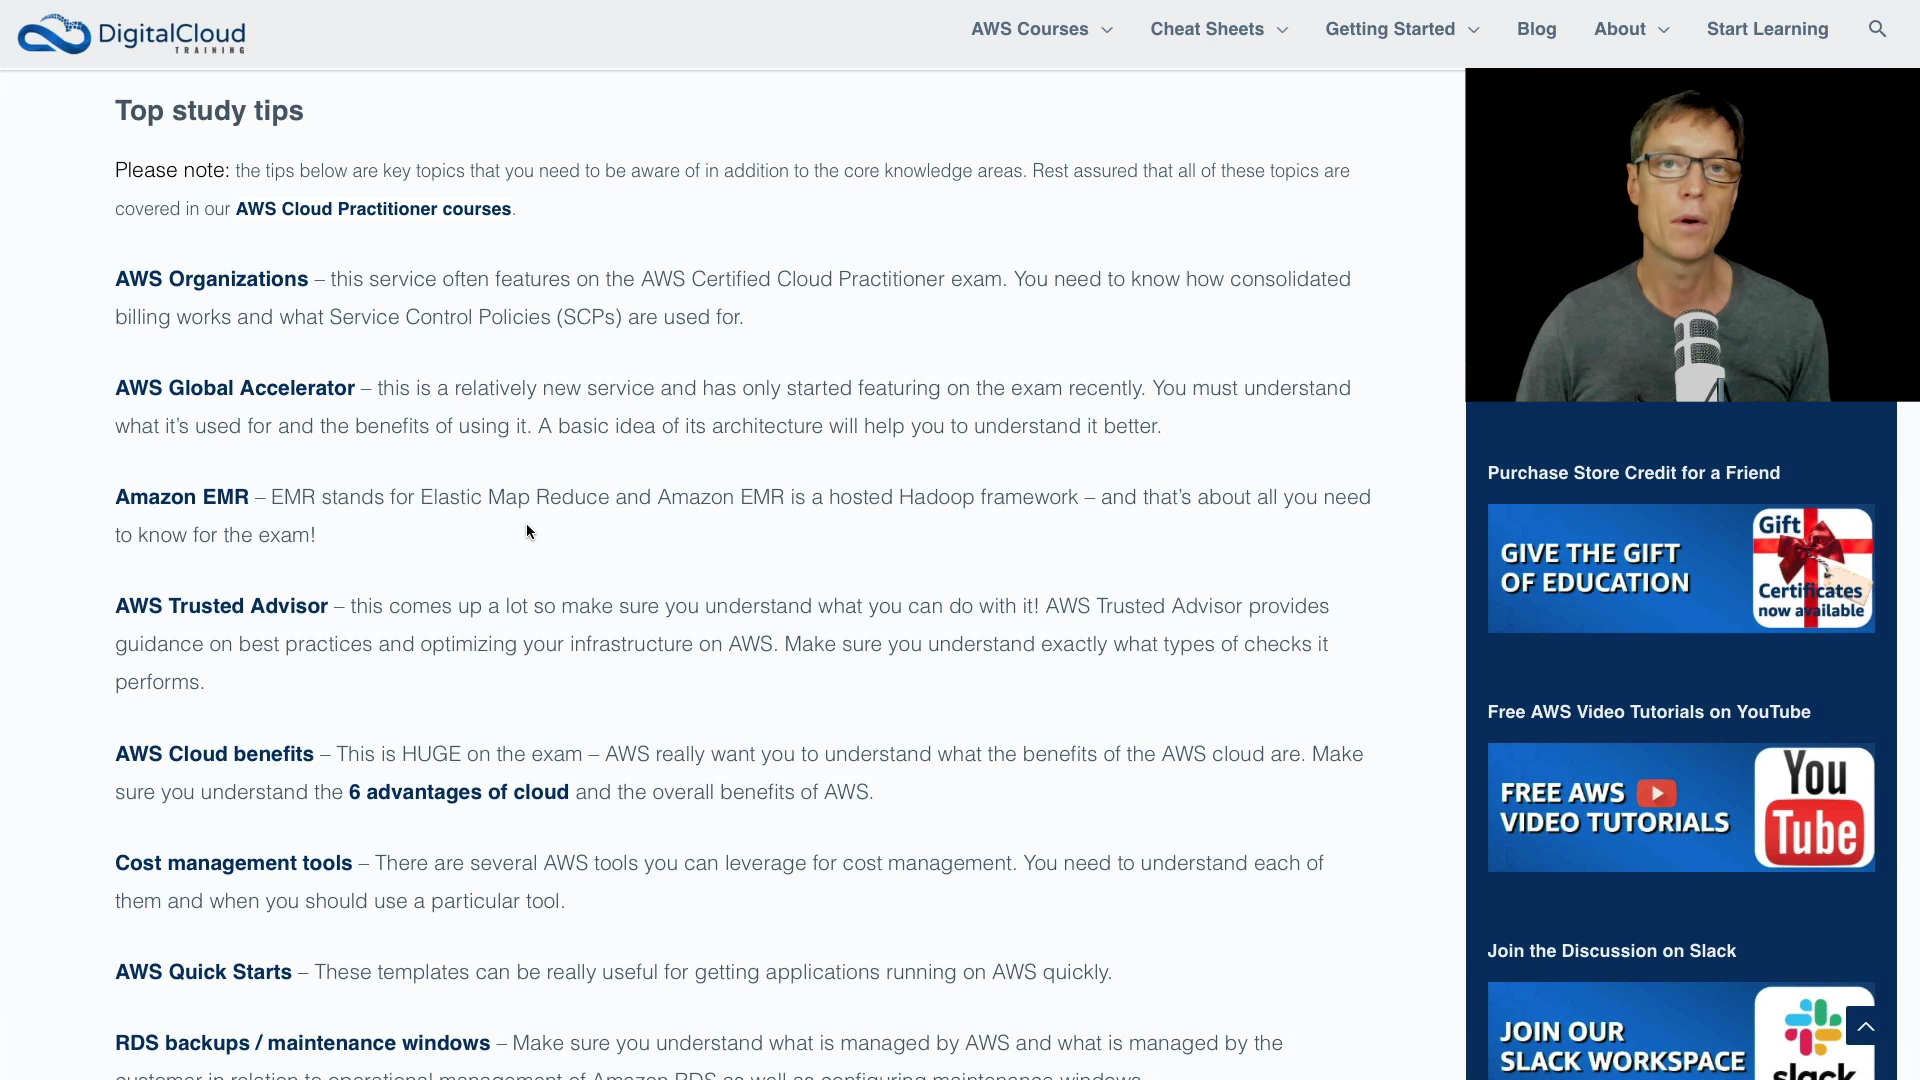 DigitalCloud
TRAINING
AWS Courses
Cheat Sheets
Getting Started
Blog
About
Start Learning
Top study tips
Please note: the tips below are key topics that you need to be aware of in addition to the core knowledge areas. Rest assured that all of these topics are
covered in our AWS Cloud Practitioner courses.
AWS Organizations – this service often features on the AWS Certified Cloud Practitioner exam. You need to know how consolidated
billing works and what Service Control Policies (SCPs) are used for.
AWS Global Accelerator – this is a relatively new service and has only started featuring on the exam recently. You must understand
what it's used for and the benefits of using it. A basic idea of its architecture will help you to understand it better.
Amazon EMR – EMR stands for Elastic Map Reduce and Amazon EMR is a hosted Hadoop framework – and that's about all you need
to know for the exam!
AWS Trusted Advisor – this comes up a lot so make sure you understand what you can do with it! AWS Trusted Advisor provides
guidance on best practices and optimizing your infrastructure on AWS. Make sure you understand exactly what types of checks it
performs.
AWS Cloud benefits – This is HUGE on the exam – AWS really want you to understand what the benefits of the AWS cloud are. Make
sure you understand the 6 advantages of cloud and the overall benefits of AWS.
Cost management tools – There are several AWS tools you can leverage for cost management. You need to understand each of
them and when you should use a particular tool.
AWS Quick Starts – These templates can be really useful for getting applications running on AWS quickly.
RDS backups / maintenance windows – Make sure you understand what is managed by AWS and what is managed by the
customer in relation to operational management of Amazon RDS as well as configuring maintenance windows.
Purchase Store Credit for a Friend
GIVE THE GIFT
OF EDUCATION
Gift
Certificates
now available
Free AWS Video Tutorials on YouTube
FREE AWS
VIDEO TUTORIALS
You
Tube
Join the Discussion on Slack
JOIN OUR
SLACK WORKSPACE
slack